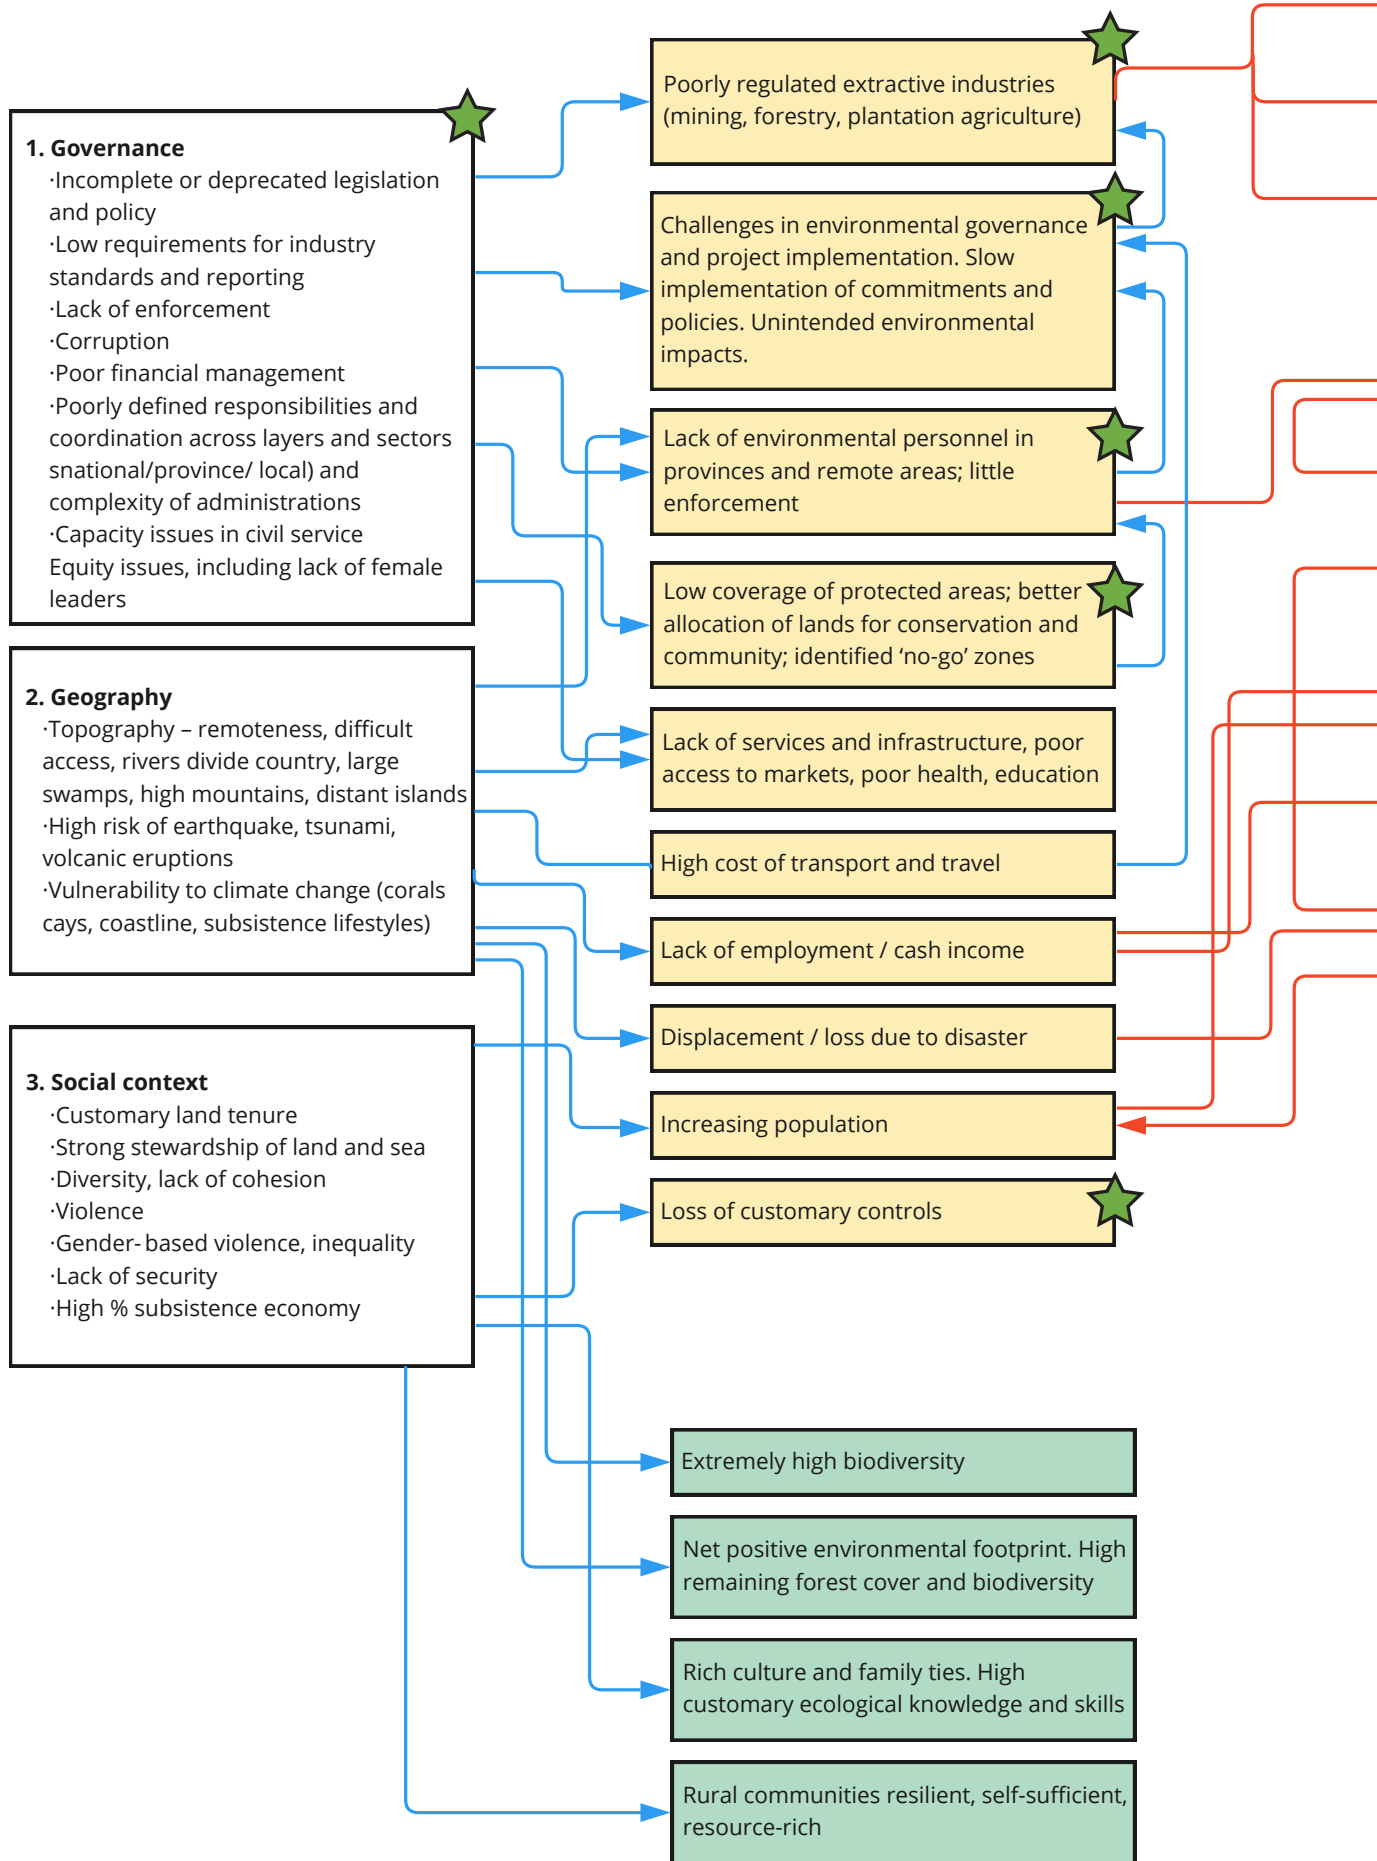 1. Governance
·Incomplete or deprecated legislation
and policy
·Low requirements for industry
standards and reporting
·Lack of enforcement
·Corruption
·Poor financial management
·Poorly defined responsibilities and
coordination across layers and sectors
snational/province/ local) and
complexity of administrations
·Capacity issues in civil service
Equity issues, including lack of female
leaders
2. Geography
·Topography – remoteness, difficult
access, rivers divide country, large
swamps, high mountains, distant islands
·High risk of earthquake, tsunami,
volcanic eruptions
·Vulnerability to climate change (corals
cays, coastline, subsistence lifestyles)
3. Social context
·Customary land tenure
·Strong stewardship of land and sea
·Diversity, lack of cohesion
·Violence
·Gender- based violence, inequality
·Lack of security
·High % subsistence economy
Poorly regulated extractive industries
(mining, forestry, plantation agriculture)
Challenges in environmental governance
and project implementation. Slow
implementation of commitments and
policies. Unintended environmental
impacts.
Lack of environmental personnel in
provinces and remote areas; little
enforcement
Low coverage of protected areas; better
allocation of lands for conservation and
community; identified ‘no-go’ zones
Lack of services and infrastructure, poor
access to markets, poor health, education
High cost of transport and travel
Lack of employment / cash income
Displacement / loss due to disaster
Increasing population
Loss of customary controls
Extremely high biodiversity
Net positive environmental footprint. High
remaining forest cover and biodiversity
Rich culture and family ties. High
customary ecological knowledge and skills
Rural communities resilient, self-sufficient,
resource-rich